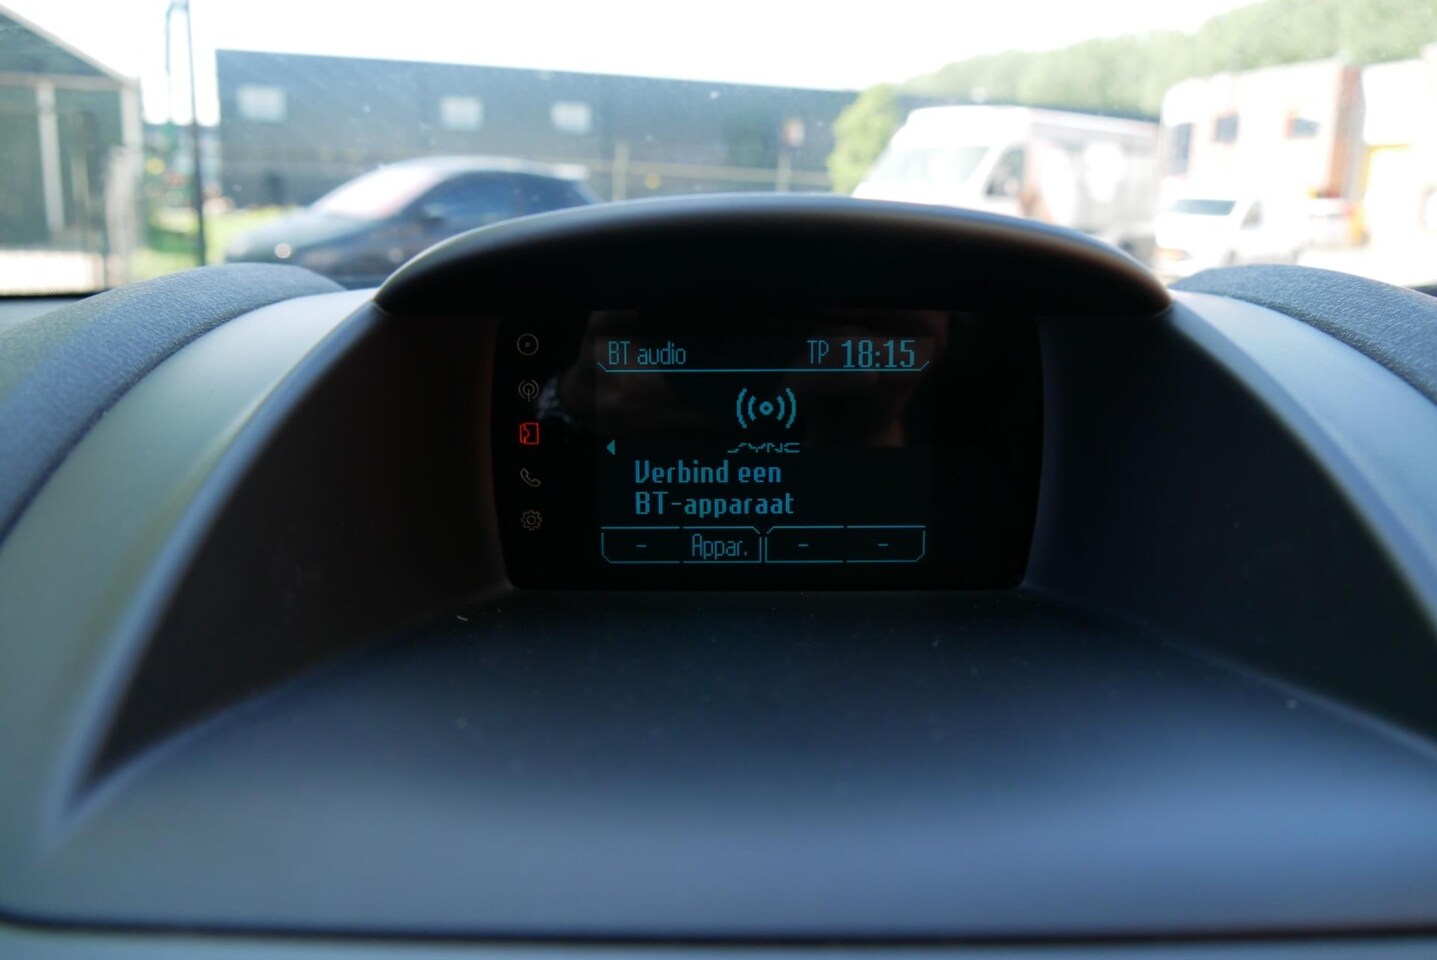 BT audio TP 18:15
SYNC
Verbind een
BT-apparaat
- Appar. - -